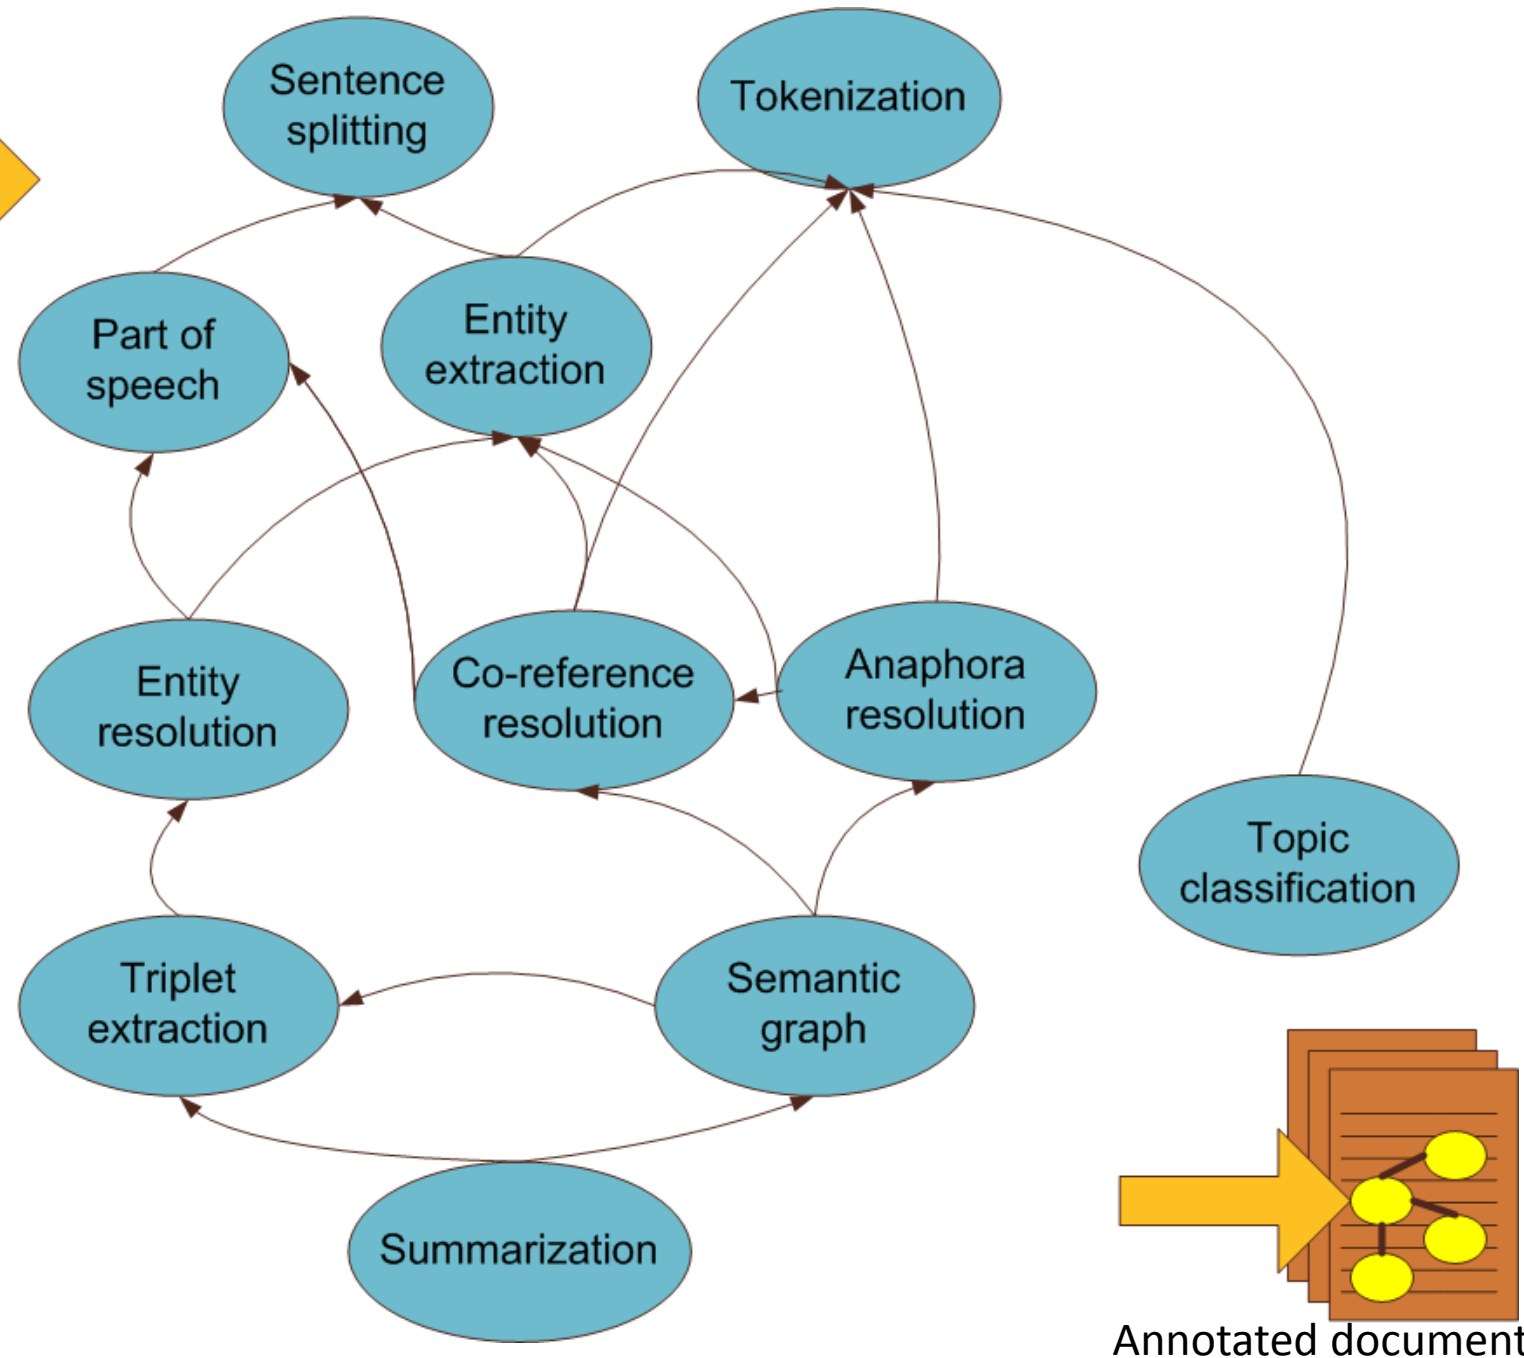 Sentence
splitting
Tokenization
Part of
speech
Entity
extraction
Entity
resolution
Co-reference
resolution
Anaphora
resolution
Topic
classification
Triplet
extraction
Semantic
graph
Summarization
Annotated document